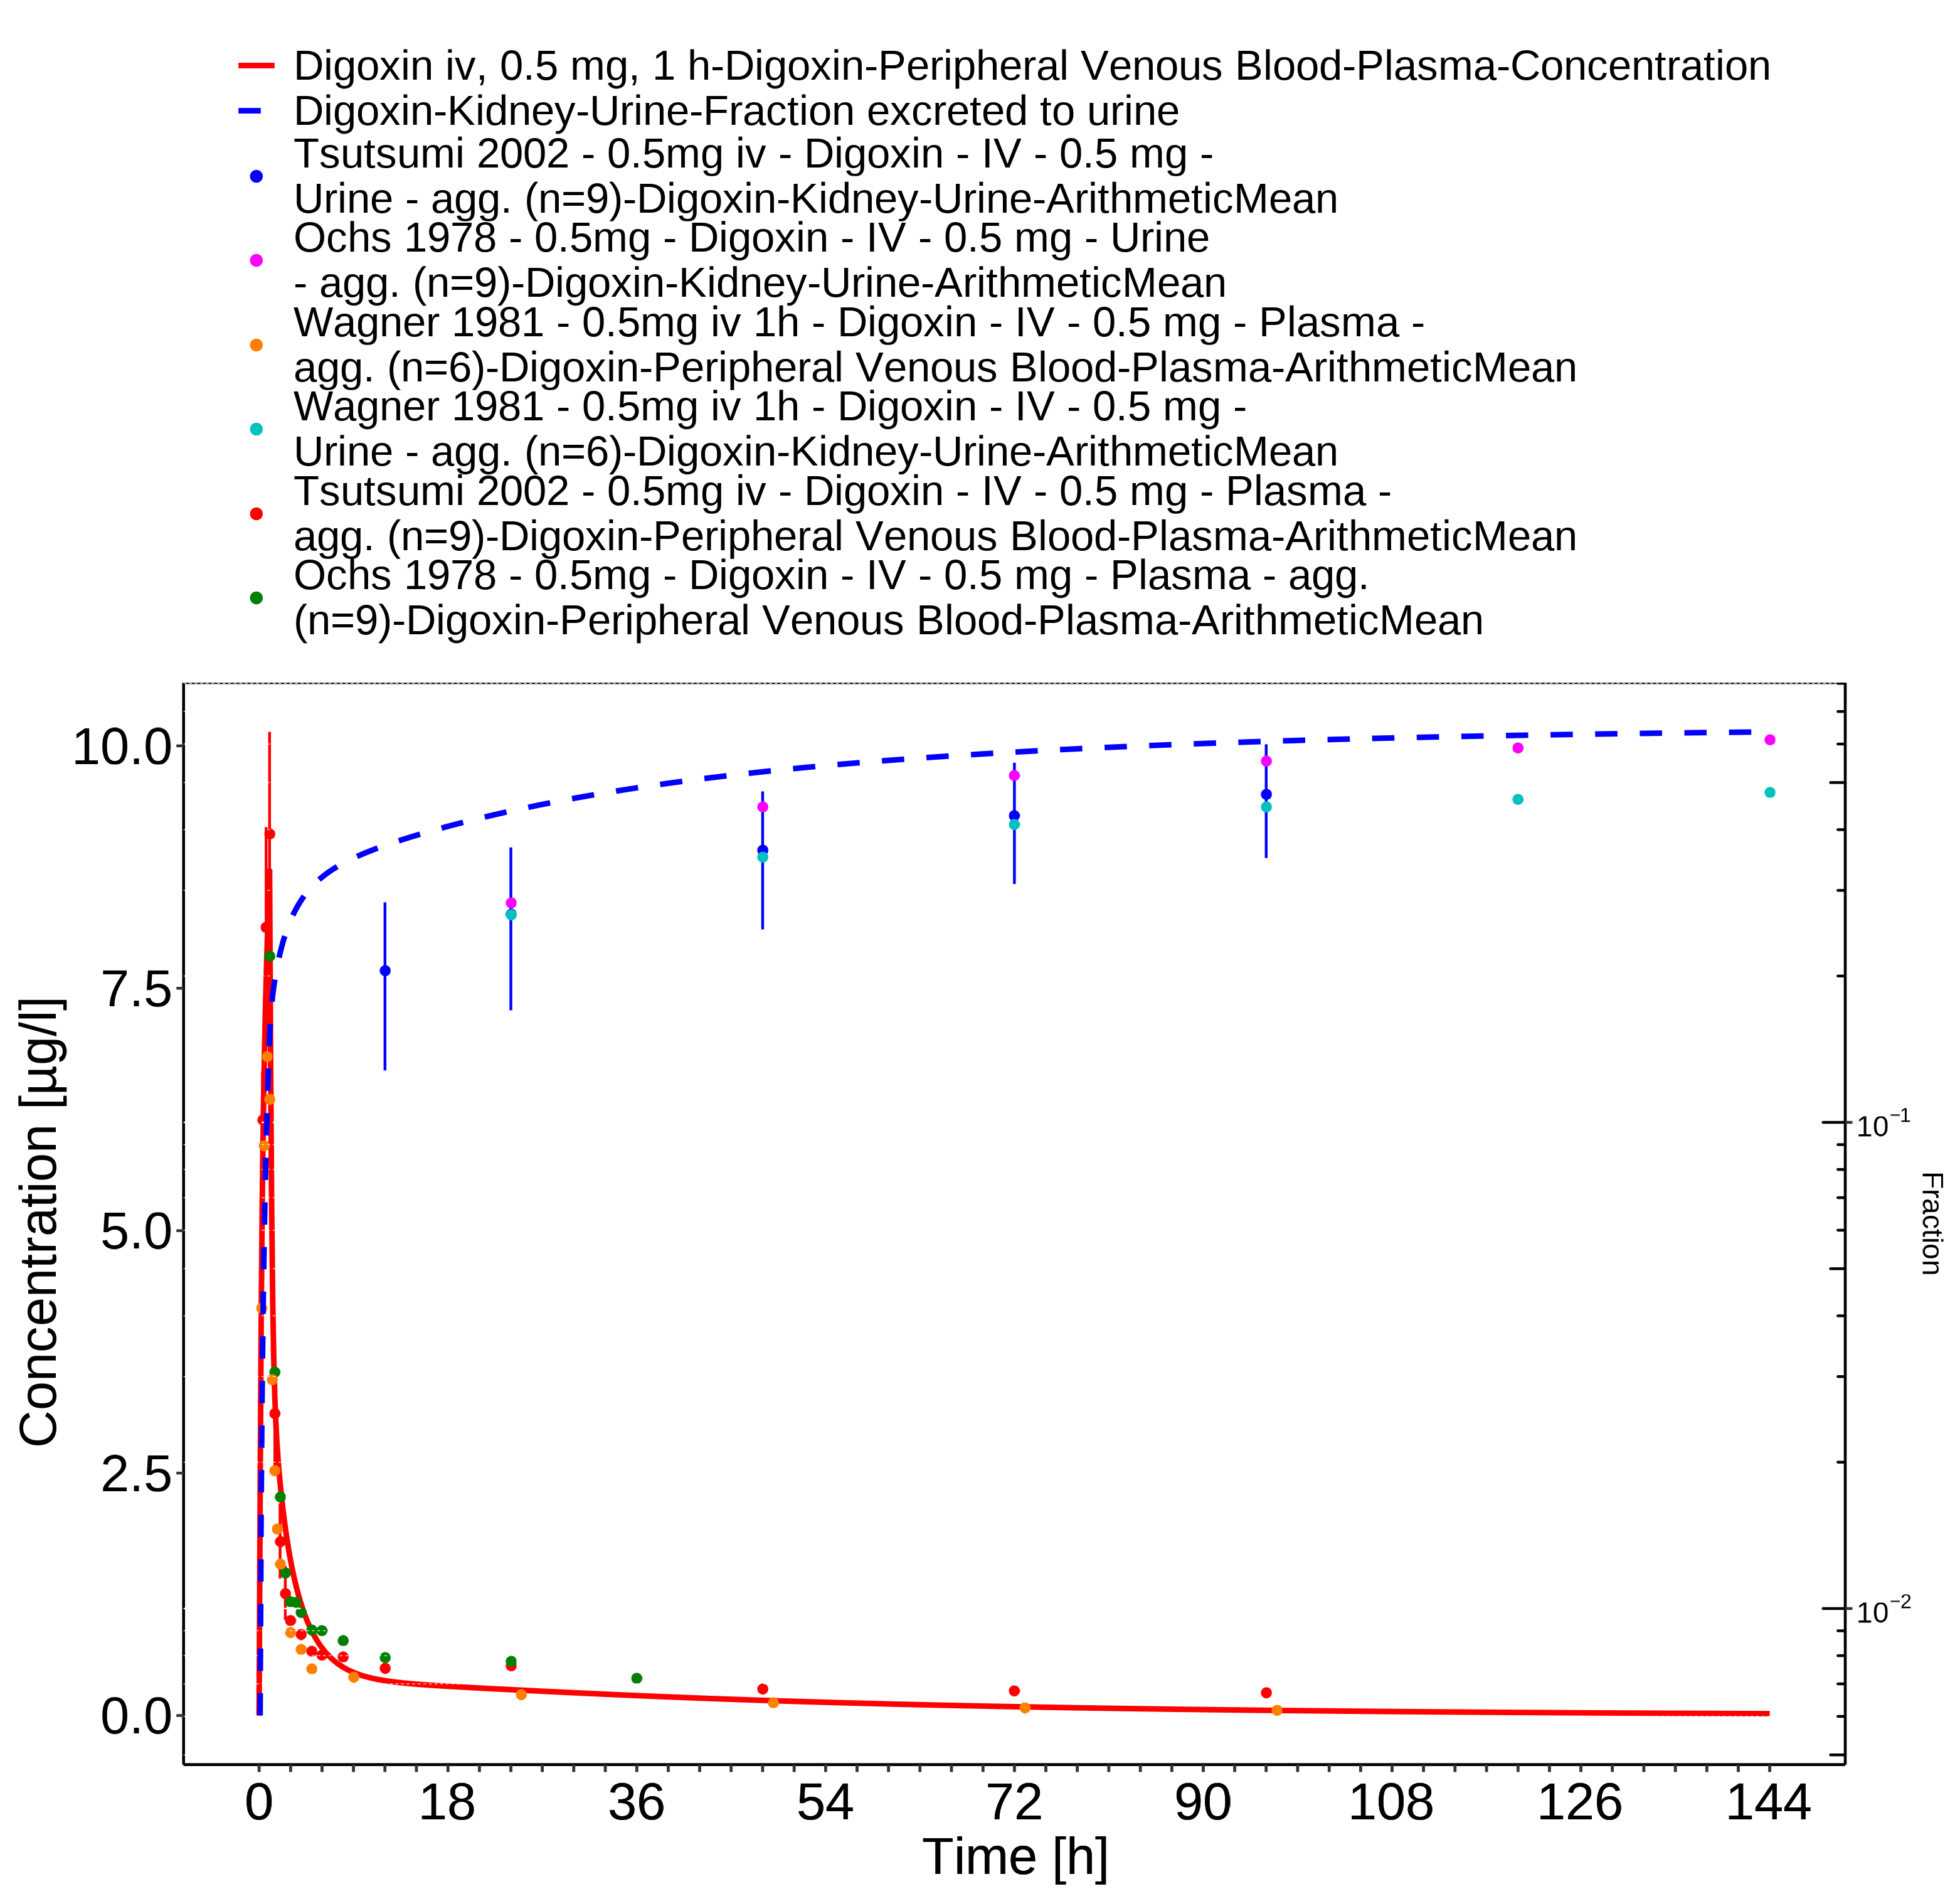 Digoxin iv, 0.5 mg, 1 h-Digoxin-Peripheral Venous Blood-Plasma-Concentration
Digoxin-Kidney-Urine-Fraction excreted to urine
Tsutsumi 2002 - 0.5mg iv - Digoxin - IV - 0.5 mg -
Urine - agg. (n=9)-Digoxin-Kidney-Urine-ArithmeticMean
Ochs 1978 - 0.5mg - Digoxin - IV - 0.5 mg - Urine
- agg. (n=9)-Digoxin-Kidney-Urine-ArithmeticMean
Wagner 1981 - 0.5mg iv 1h - Digoxin - IV - 0.5 mg - Plasma -
agg. (n=6)-Digoxin-Peripheral Venous Blood-Plasma-ArithmeticMean
Wagner 1981 - 0.5mg iv 1h - Digoxin - IV - 0.5 mg -
Urine - agg. (n=6)-Digoxin-Kidney-Urine-ArithmeticMean
Tsutsumi 2002 - 0.5mg iv - Digoxin - IV - 0.5 mg - Plasma -
agg. (n=9)-Digoxin-Peripheral Venous Blood-Plasma-ArithmeticMean
Ochs 1978 - 0.5mg - Digoxin - IV - 0.5 mg - Plasma - agg.
(n=9)-Digoxin-Peripheral Venous Blood-Plasma-ArithmeticMean
Concentration [µg/l]
10.0
7.5
5.0
2.5
0.0
10⁻¹
10⁻²
Fraction
0 18 36 54 72 90 108 126 144
Time [h]